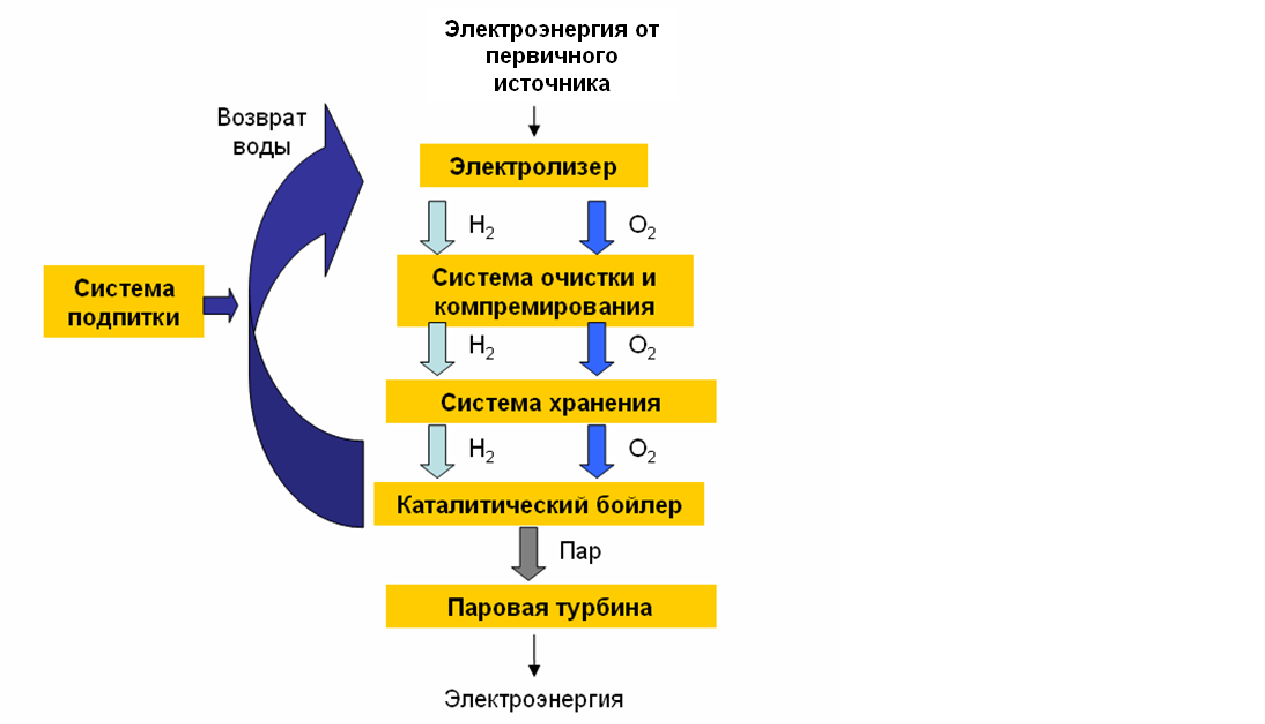 Электроэнергия от
первичного
источника
Возврат
воды
Электролизер
H2
O2
Система очистки и
компремирования
Система
подпитки
H2
O2
Система хранения
H2
O2
Каталитический бойлер
Пар
Паровая турбина
Электроэнергия